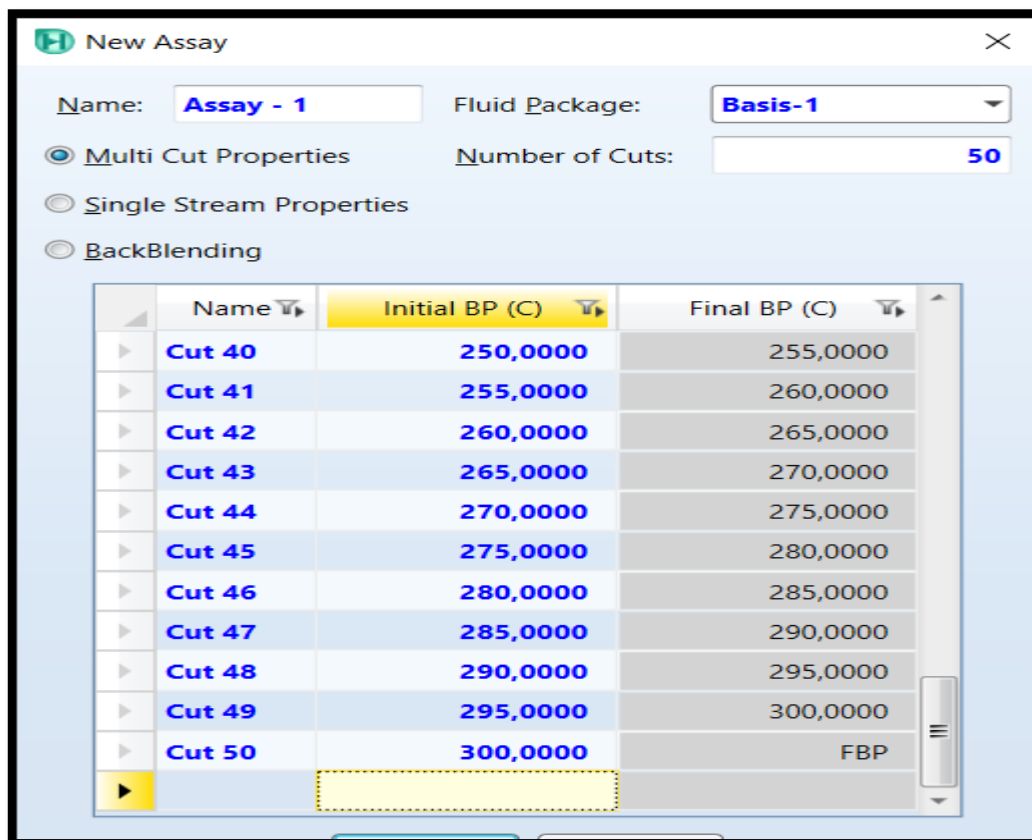 New Assay
Name: Assay - 1 Fluid Package: Basis-1
Multi Cut Properties Number of Cuts: 50
Single Stream Properties
BackBlending
Name Initial BP (C) Final BP (C)
Cut 40 250,0000 255,0000
Cut 41 255,0000 260,0000
Cut 42 260,0000 265,0000
Cut 43 265,0000 270,0000
Cut 44 270,0000 275,0000
Cut 45 275,0000 280,0000
Cut 46 280,0000 285,0000
Cut 47 285,0000 290,0000
Cut 48 290,0000 295,0000
Cut 49 295,0000 300,0000
Cut 50 300,0000 FBP